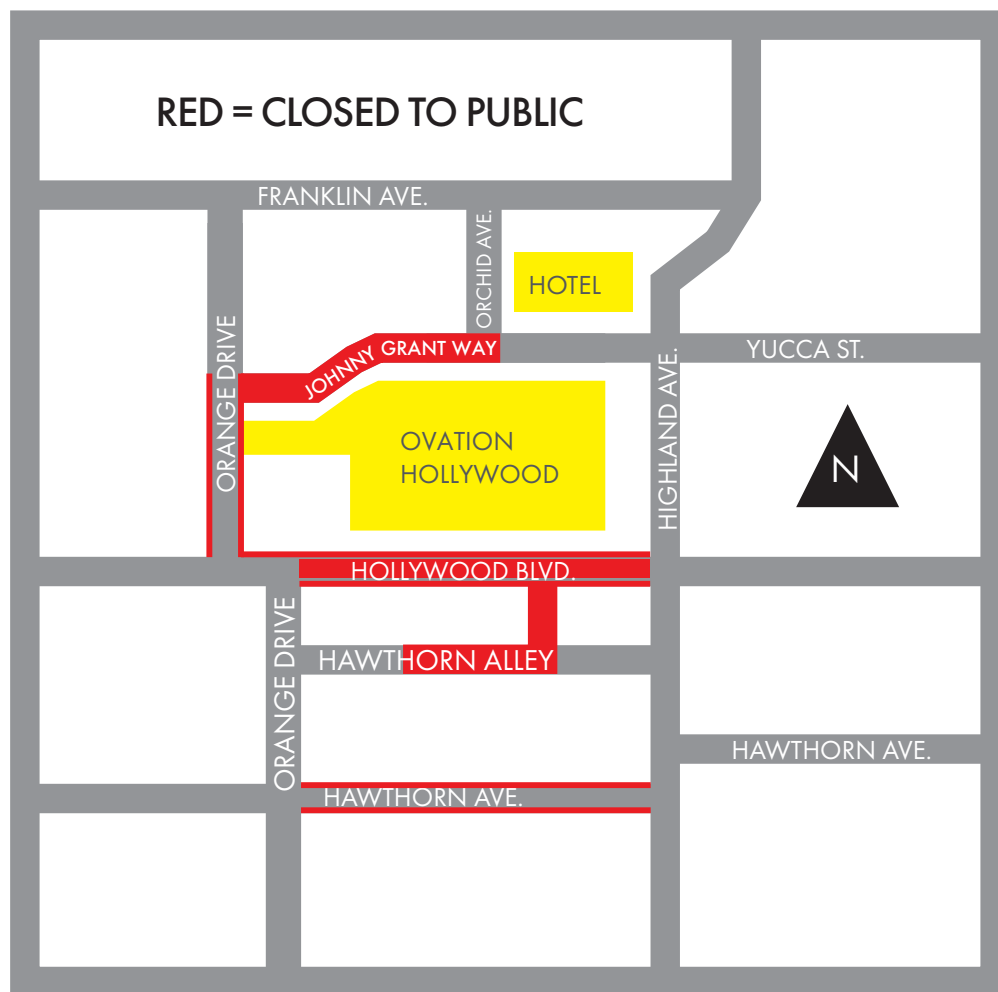 RED = CLOSED TO PUBLIC
FRANKLIN AVE.
ORCHID AVE.
HOTEL
ORANGE DRIVE
JOHNNY GRANT WAY
YUCCA ST.
HIGHLAND AVE.
OVATION
HOLLYWOOD
N
HOLLYWOOD BLVD.
ORANGE DRIVE
HAWTHORN ALLEY
HAWTHORN AVE.
HAWTHORN AVE.